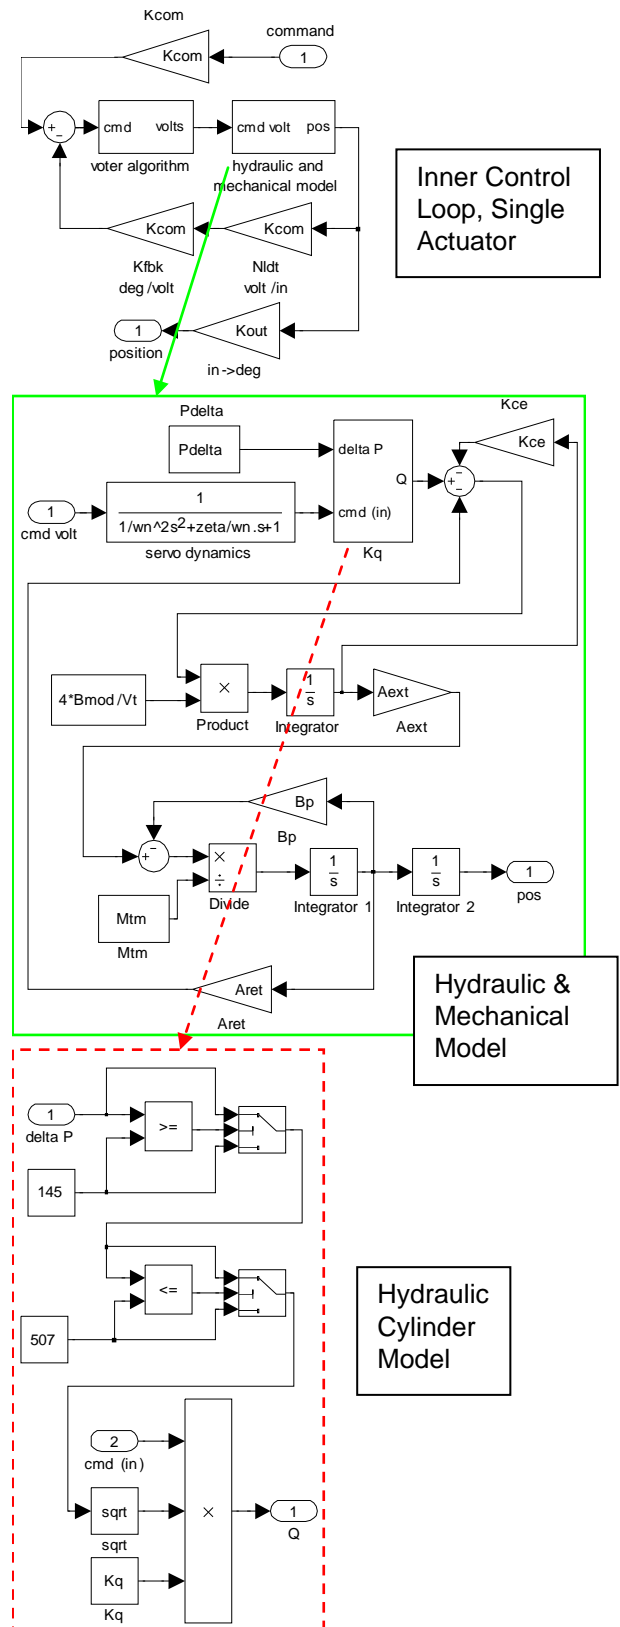 Kcom
command
Kcom
1
+
−
cmd volts
cmd volt pos
voter algorithm
hydraulic and
mechanical model
Inner Control
Loop, Single
Actuator
Kcom
Kcom
Kfbk
deg /volt
Nldt
volt /in
1
position
Kout
in->deg
Pdelta
Kce
Pdelta
delta P
Kce
Q
+
−
−
1
cmd volt
1
1/wn^2s²+zeta/wn.s+1
servo dynamics
cmd (in)
Kq
4*Bmod /Vt
×
Product
1
s
Integrator
Aext
Aext
Bp
Bp
+
−
×
÷
Divide
1
s
Integrator 1
1
s
Integrator 2
1
pos
Mtm
Mtm
Aret
Aret
Hydraulic &
Mechanical
Model
1
delta P
>=
145
<=
507
Hydraulic
Cylinder
Model
2
cmd (in)
sqrt
sqrt
×
1
Q
Kq
Kq